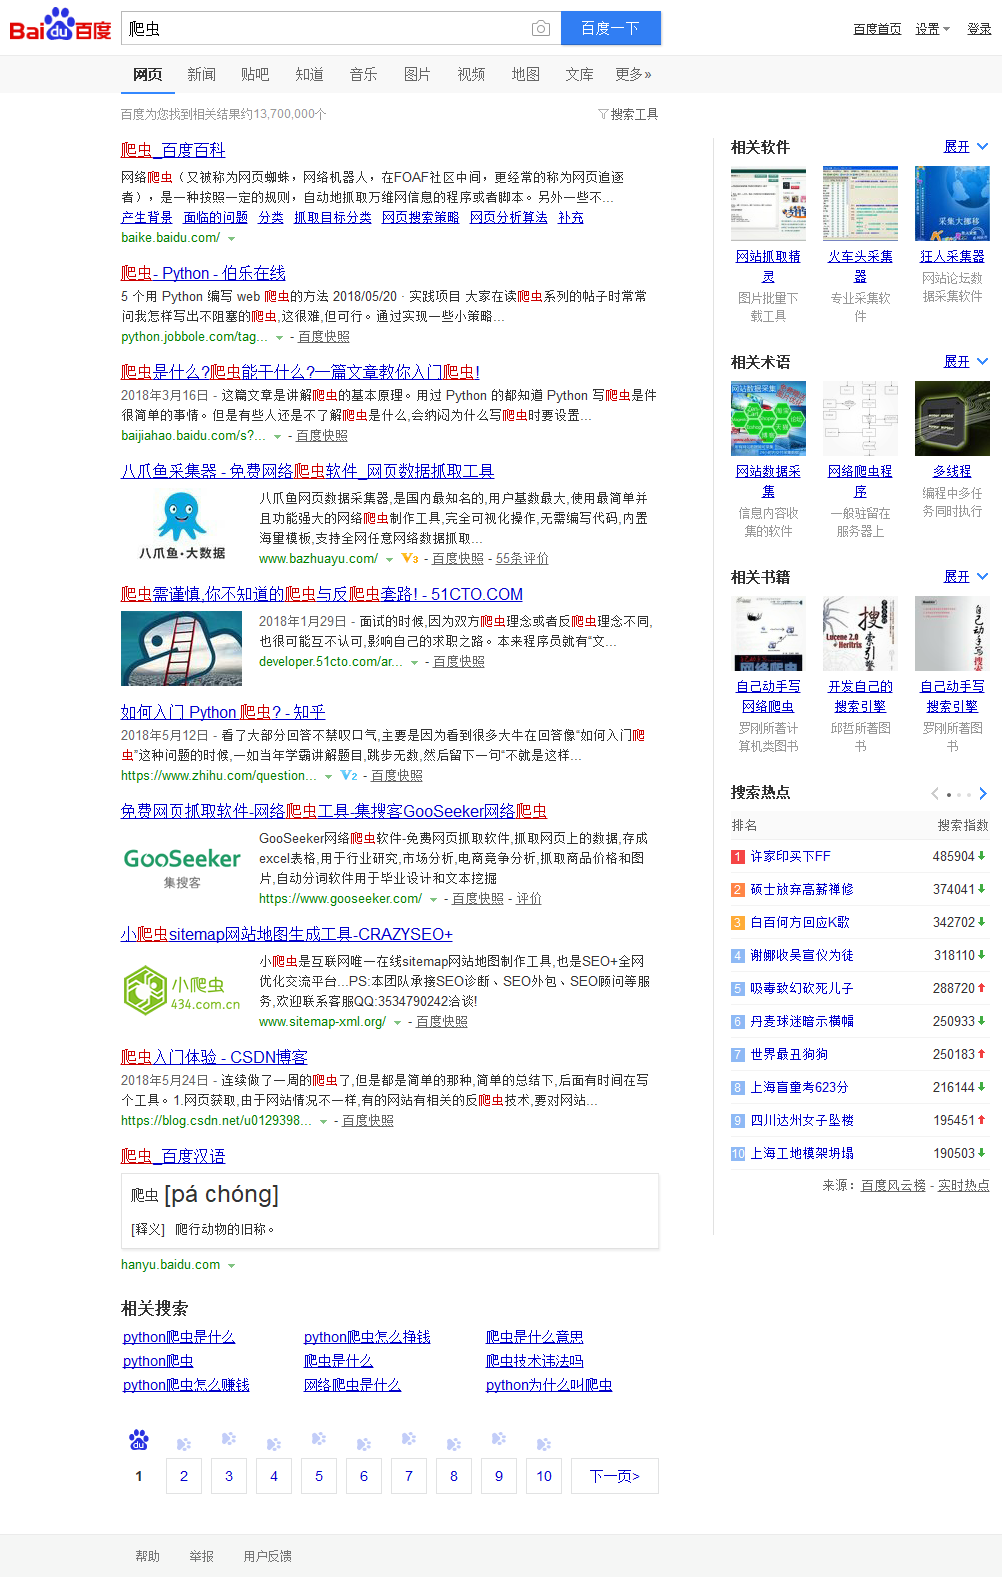 Bai du 百度
爬虫
百度一下
百度首页 设置 登录
网页 新闻 贴吧 知道 音乐 图片 视频 地图 文库 更多»
百度为您找到相关结果约13,700,000个
搜索工具
爬虫_百度百科
网络爬虫（又被称为网页蜘蛛，网络机器人，在FOAF社区中间，更经常的称为网页追逐
者），是一种按照一定的规则，自动地抓取万维网信息的程序或者脚本。另外一些不...
产生背景 面临的问题 分类 抓取目标分类 网页搜索策略 网页分析算法 补充
baike.baidu.com/
爬虫- Python - 伯乐在线
5 个用 Python 编写 web 爬虫的方法 2018/05/20 · 实践项目 大家在读爬虫系列的帖子时常常
问我怎样写出不阻塞的爬虫,这很难,但可行。通过实现一些小策略...
python.jobbole.com/tag... - 百度快照
爬虫是什么?爬虫能干什么?一篇文章教你入门爬虫!
2018年3月16日 - 这篇文章是讲解爬虫的基本原理。用过 Python 的都知道 Python 写爬虫是件
很简单的事情。但是有些人还是不了解爬虫是什么,会纳闷为什么写爬虫时要设置...
baijiahao.baidu.com/s?... - 百度快照
八爪鱼采集器 - 免费网络爬虫软件_网页数据抓取工具
八爪鱼·大数据
八爪鱼网页数据采集器,是国内最知名的,用户基数最大,使用最简单并
且功能强大的网络爬虫制作工具,完全可视化操作,无需编写代码,内置
海量模板,支持全网任意网络数据抓取...
www.bazhuayu.com/ V3 - 百度快照 - 55条评价
爬虫需谨慎,你不知道的爬虫与反爬虫套路! - 51CTO.COM
2018年1月29日 - 面试的时候,因为双方爬虫理念或者反爬虫理念不同,
也很可能互不认可,影响自己的求职之路。本来程序员就有“文...
developer.51cto.com/ar... - 百度快照
如何入门 Python 爬虫? - 知乎
2018年5月12日 - 看了大部分回答不禁叹口气,主要是因为看到很多大牛在回答像“如何入门爬
虫”这种问题的时候,一如当年学霸讲解题目,跳步无数,然后留下一句“不就是这样...
https://www.zhihu.com/question... V2 - 百度快照
免费网页抓取软件-网络爬虫工具-集搜客GooSeeker网络爬虫
GooSeeker
集搜客
GooSeeker网络爬虫软件-免费网页抓取软件,抓取网页上的数据,存成
excel表格,用于行业研究,市场分析,电商竞争分析,抓取商品价格和图
片,自动分词软件用于毕业设计和文本挖掘
https://www.gooseeker.com/ - 百度快照 - 评价
小爬虫sitemap网站地图生成工具-CRAZYSEO+
小爬虫
434.com.cn
小爬虫是互联网唯一在线sitemap网站地图制作工具,也是SEO+全网
优化交流平台...PS:本团队承接SEO诊断、SEO外包、SEO顾问等服
务,欢迎联系客服QQ:3534790242洽谈!
www.sitemap-xml.org/ - 百度快照
爬虫入门体验 - CSDN博客
2018年5月24日 - 连续做了一周的爬虫了,但是都是简单的那种,简单的总结下,后面有时间在写
个工具。1.网页获取,由于网站情况不一样,有的网站有相关的反爬虫技术,要对网站...
https://blog.csdn.net/u0129398... - 百度快照
爬虫_百度汉语
爬虫 [pá chóng]
[释义] 爬行动物的旧称。
hanyu.baidu.com
相关搜索
python爬虫是什么 python爬虫怎么挣钱 爬虫是什么意思
python爬虫 爬虫是什么 爬虫技术违法吗
python爬虫怎么赚钱 网络爬虫是什么 python为什么叫爬虫
du
1 2 3 4 5 6 7 8 9 10 下一页>
帮助 举报 用户反馈
相关软件 展开
采集大挪移
网站抓取精 火车头采集 狂人采集器
灵 器
图片批量下 专业采集软 网站论坛数
载工具 件 据采集软件
相关术语 展开
网站数据采集
网站数据采 网络爬虫程 多线程
集 序
信息内容收 一般驻留在 编程中多任
集的软件 服务器上 务同时执行
相关书籍 展开
网络爬虫
搜索引擎
Lucene 2.0
Heritrix
自己动手写搜索
自己动手写 开发自己的 自己动手写
网络爬虫 搜索引擎 搜索引擎
罗刚所著计 邱哲所著图 罗刚所著图
算机类图书 书 书
搜索热点
排名 搜索指数
1 许家印买下FF 485904
2 硕士放弃高薪禅修 374041
3 白百何方回应K歌 342702
4 谢娜收吴宣仪为徒 318110
5 吸毒致幻砍死儿子 288720
6 丹麦球迷暗示横幅 250933
7 世界最丑狗狗 250183
8 上海盲童考623分 216144
9 四川达州女子坠楼 195451
10 上海工地模架坍塌 190503
来源：百度风云榜 - 实时热点